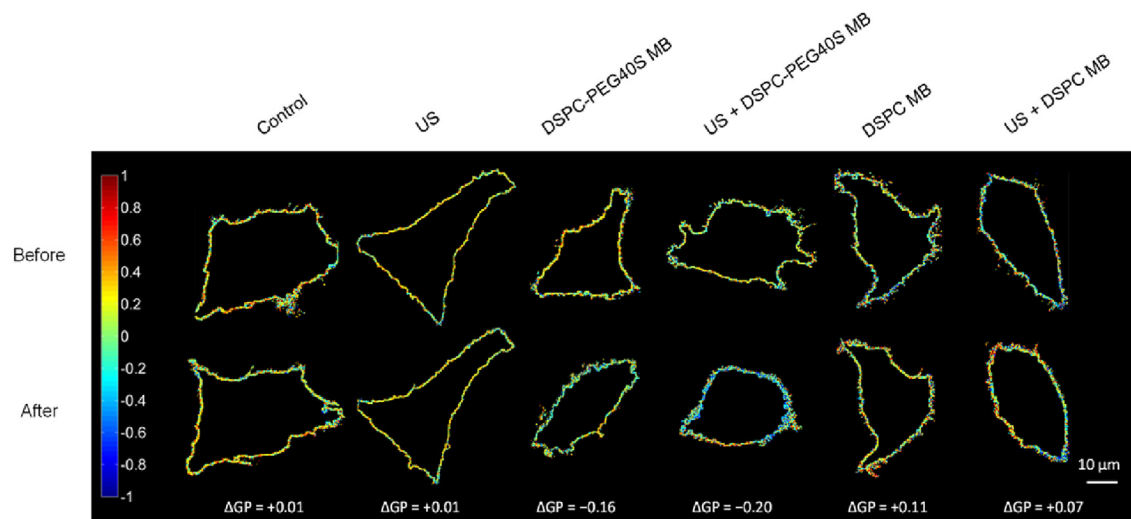 Control
US
DSPC-PEG40S MB
US + DSPC-PEG40S MB
DSPC MB
US + DSPC MB
1
0.8
0.6
0.4
0.2
0
-0.2
-0.4
-0.6
-0.8
-1
Before
After
10 µm
ΔGP = +0.01
ΔGP = +0.01
ΔGP = −0.16
ΔGP = −0.20
ΔGP = +0.11
ΔGP = +0.07